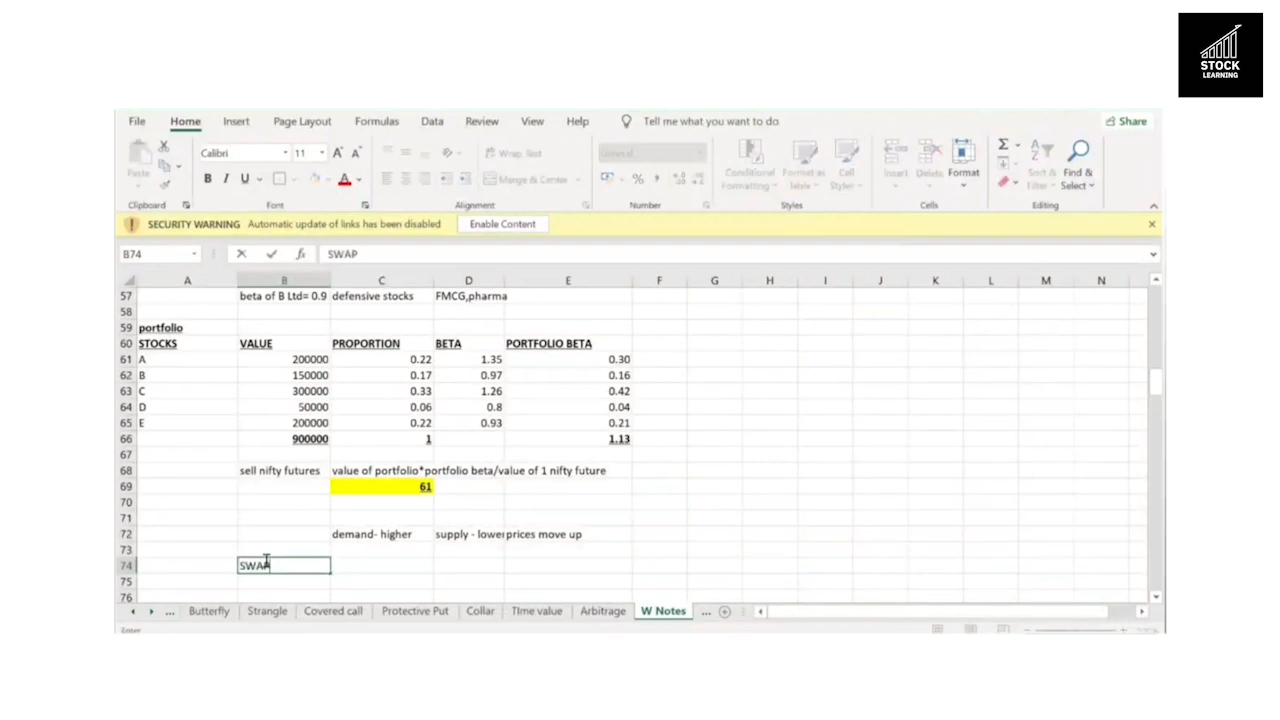 STOCK
LEARNING
File Home Insert Page Layout Formulas Data Review View Help Tell me what you want to do Share
Paste Calibri 11 A A Wrap Text General Conditional Formatting Format as Table Cell Styles Insert Delete Format Σ Sort & Filter Find & Select
B I U A Merge & Center % ,
Clipboard Font Alignment Number Styles Cells Editing
SECURITY WARNING Automatic update of links has been disabled Enable Content
B74 fx SWAP
A B C D E F G H I J K L M N
57 beta of B Ltd= 0.9 defensive stocks FMCG,pharma
58
59 portfolio
60 STOCKS VALUE PROPORTION BETA PORTFOLIO BETA
61 A 200000 0.22 1.35 0.30
62 B 150000 0.17 0.97 0.16
63 C 300000 0.33 1.26 0.42
64 D 50000 0.06 0.8 0.04
65 E 200000 0.22 0.93 0.21
66 900000 1 1.13
67
68 sell nifty futures value of portfolio*portfolio beta/value of 1 nifty future
69 61
70
71
72 demand- higher supply - lower prices move up
73
74 SWAP
75
76
... Butterfly Strangle Covered call Protective Put Collar TIme value Arbitrage W Notes ...
Enter